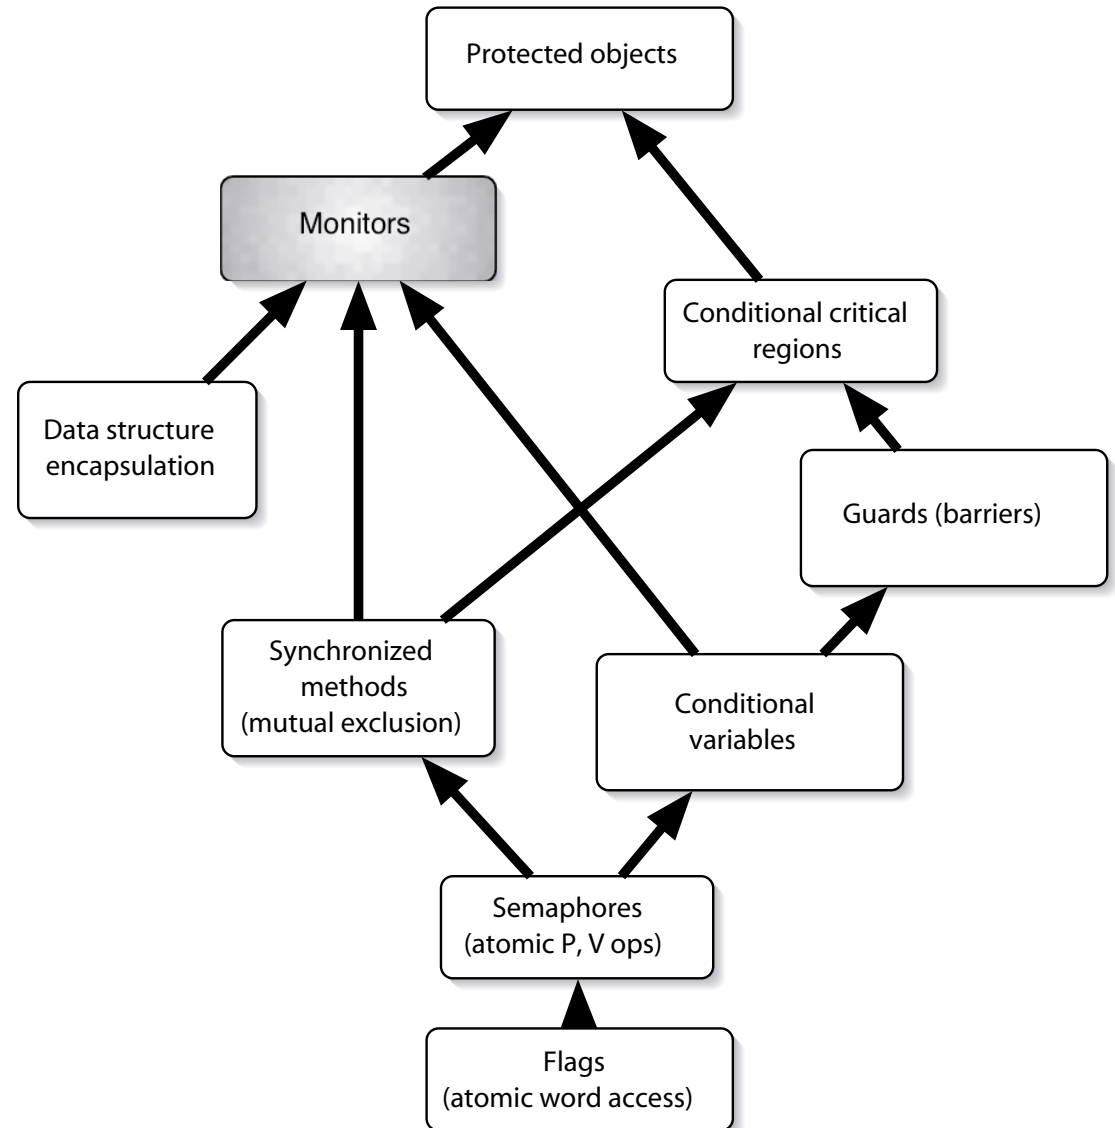 Protected objects
Monitors
Conditional critical
regions
Data structure
encapsulation
Guards (barriers)
Synchronized
methods
(mutual exclusion)
Conditional
variables
Semaphores
(atomic P, V ops)
Flags
(atomic word access)